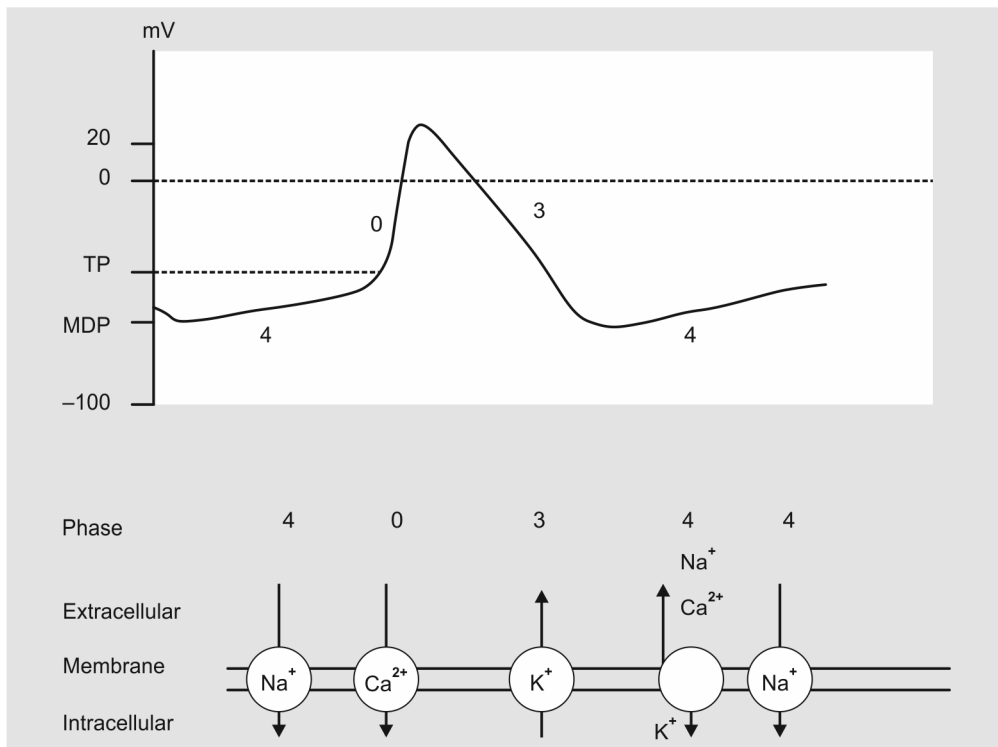 mV
20
0
0
3
TP
MDP
4
4
–100
Phase 4 0 3 4 4
Na⁺
Extracellular Ca²⁺
Membrane
Na⁺ Ca²⁺ K⁺ Na⁺
Intracellular K⁺